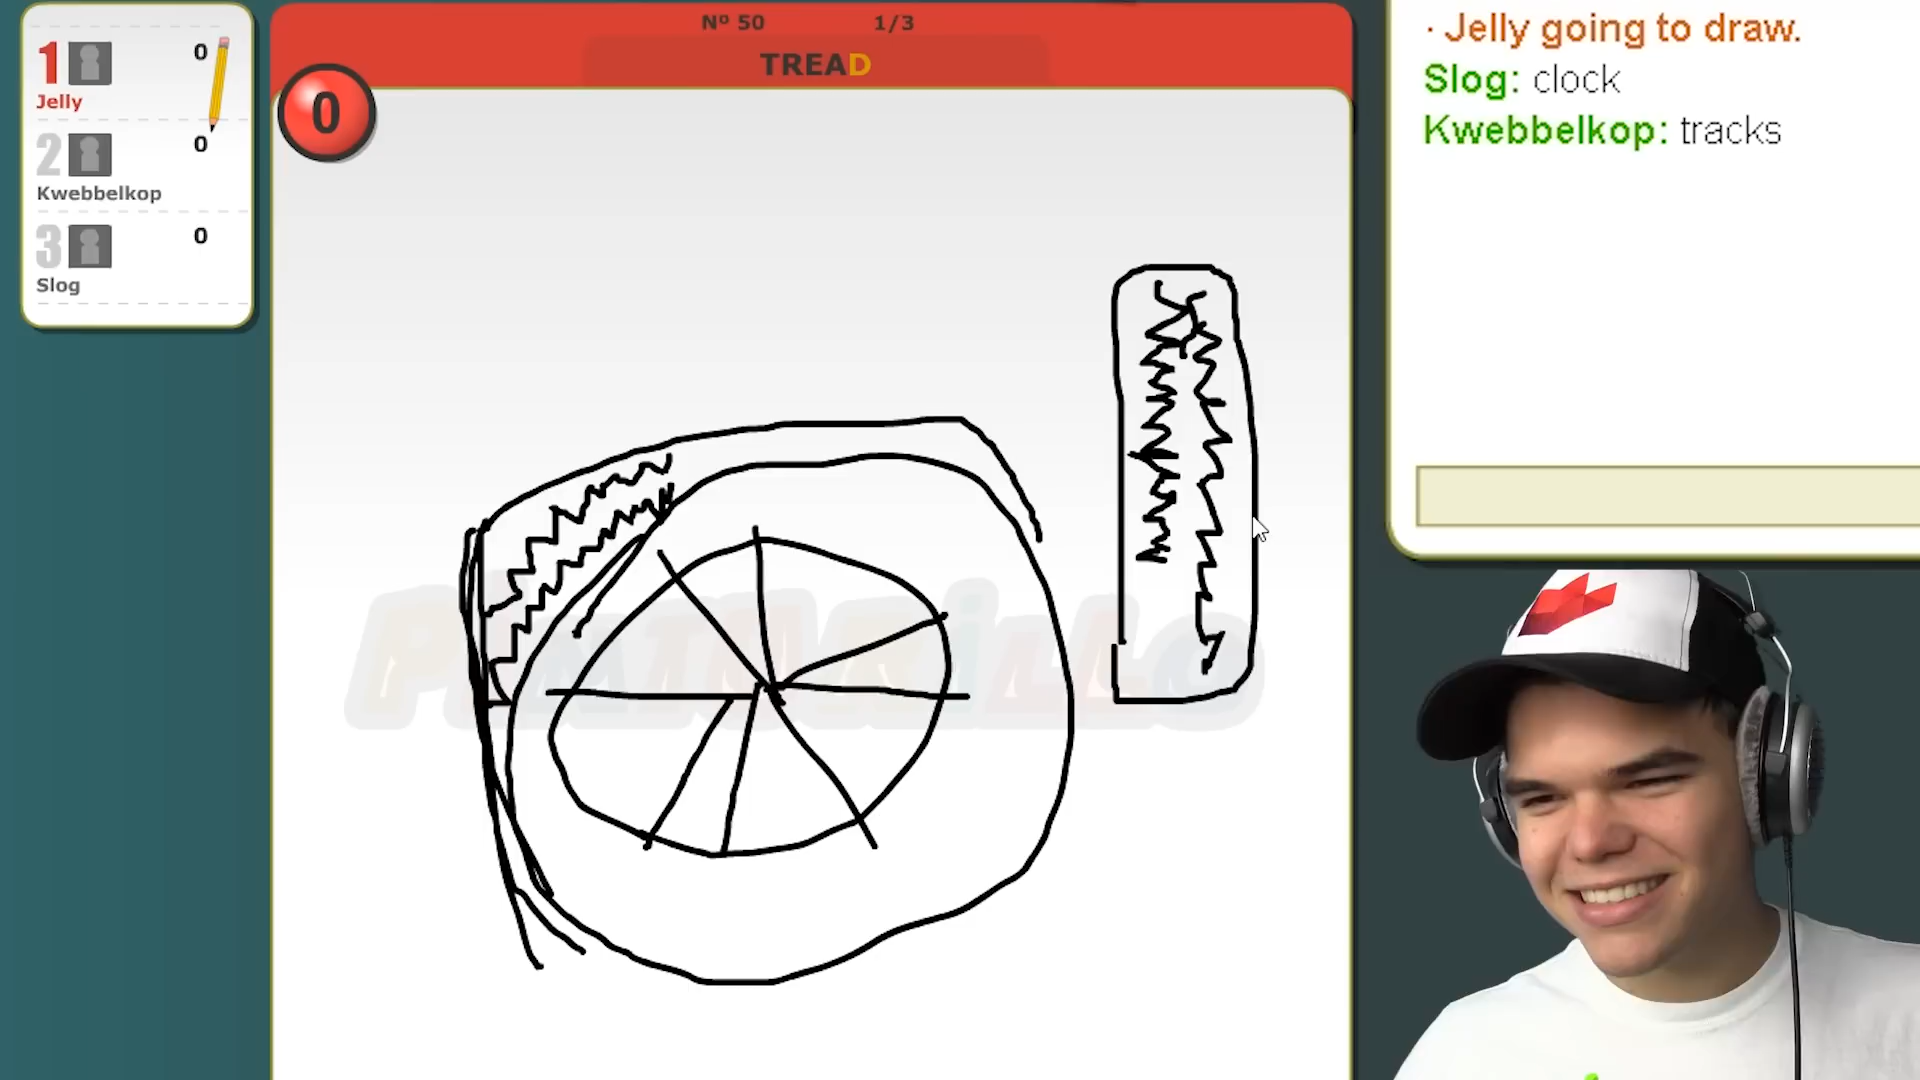 Nº 50 1/3
TREAD
0
1 0
Jelly
2 0
Kwebbelkop
3 0
Slog
· Jelly going to draw.
Slog: clock
Kwebbelkop: tracks
Pinturillo